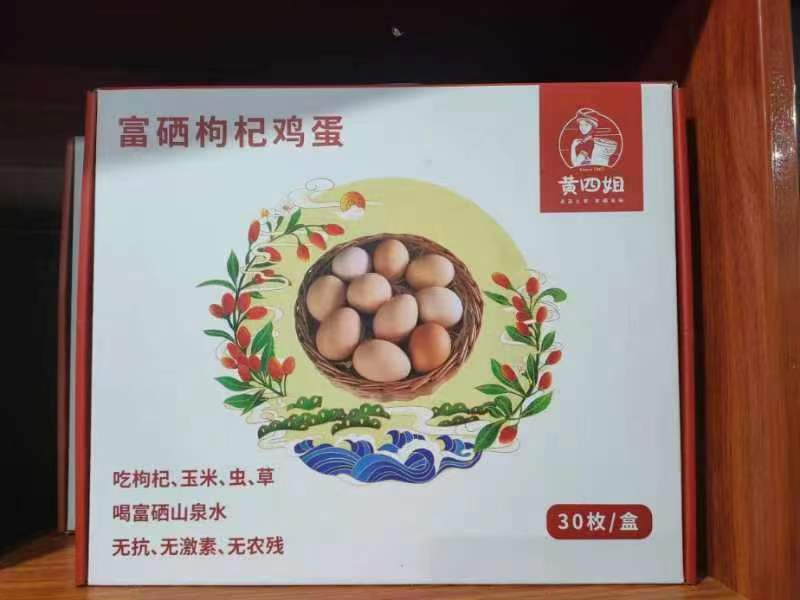 富硒枸杞鸡蛋
黄四姐
吃枸杞、玉米、虫、草
喝富硒山泉水
无抗、无激素、无农残
30枚/盒